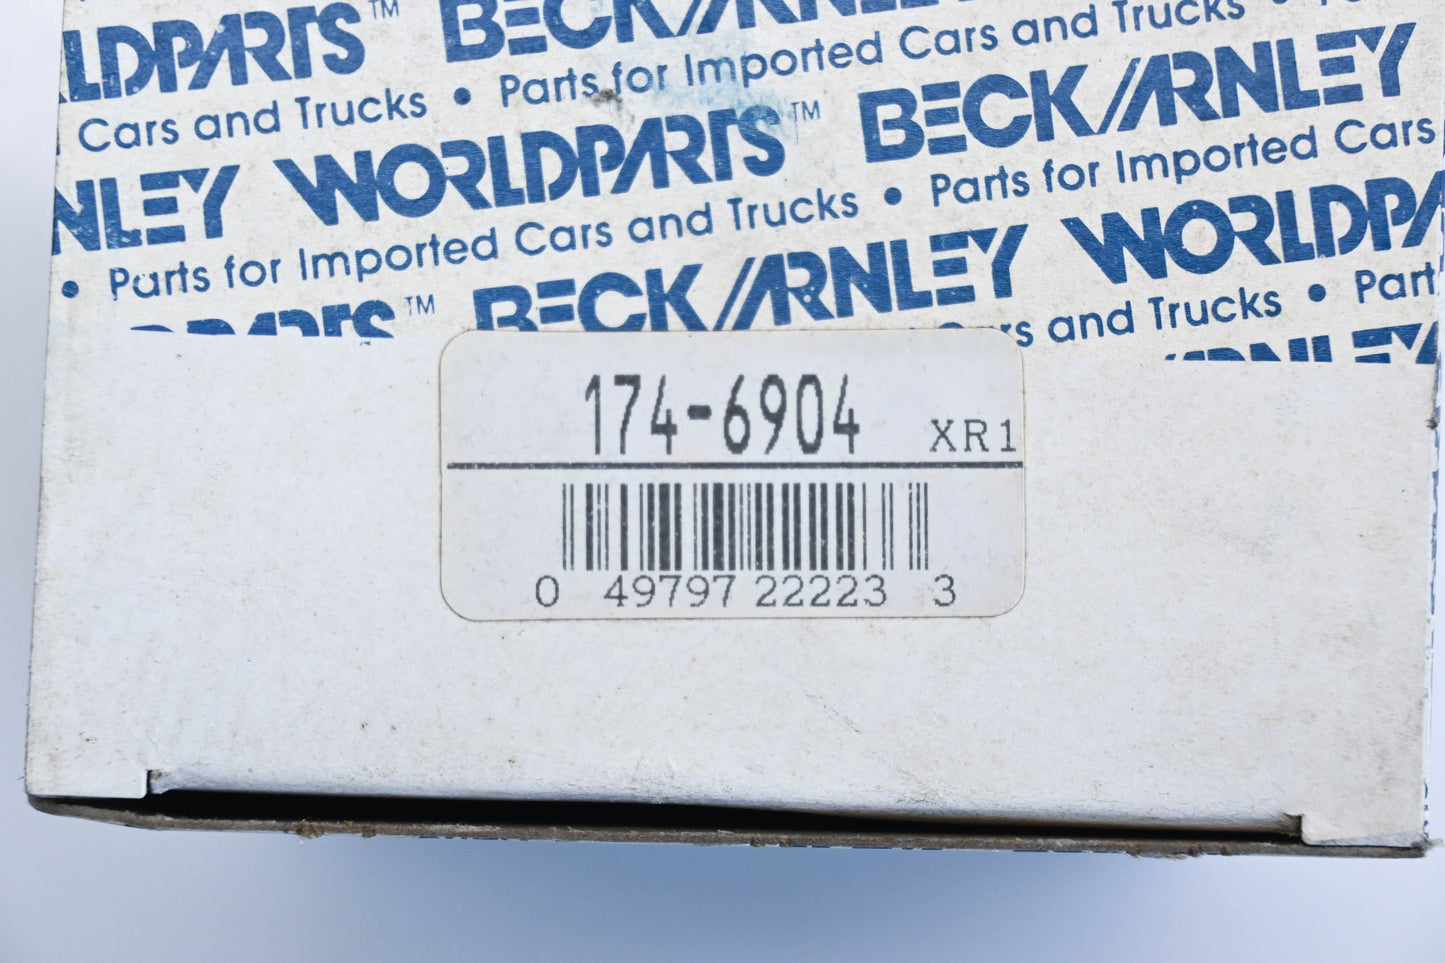 LDPARTS™ BECK//ARNLEY
Cars and Trucks • Parts for Imported Cars and Trucks •
NLEY WORLDPARTS™ BECK//ARNLEY
• Parts for Imported Cars and Trucks • Parts for Imported Cars
PARTS™ BECK//ARNLEY WORLDPA
Cars and Trucks • Part
174-6904 XR1
0 49797 22223 3